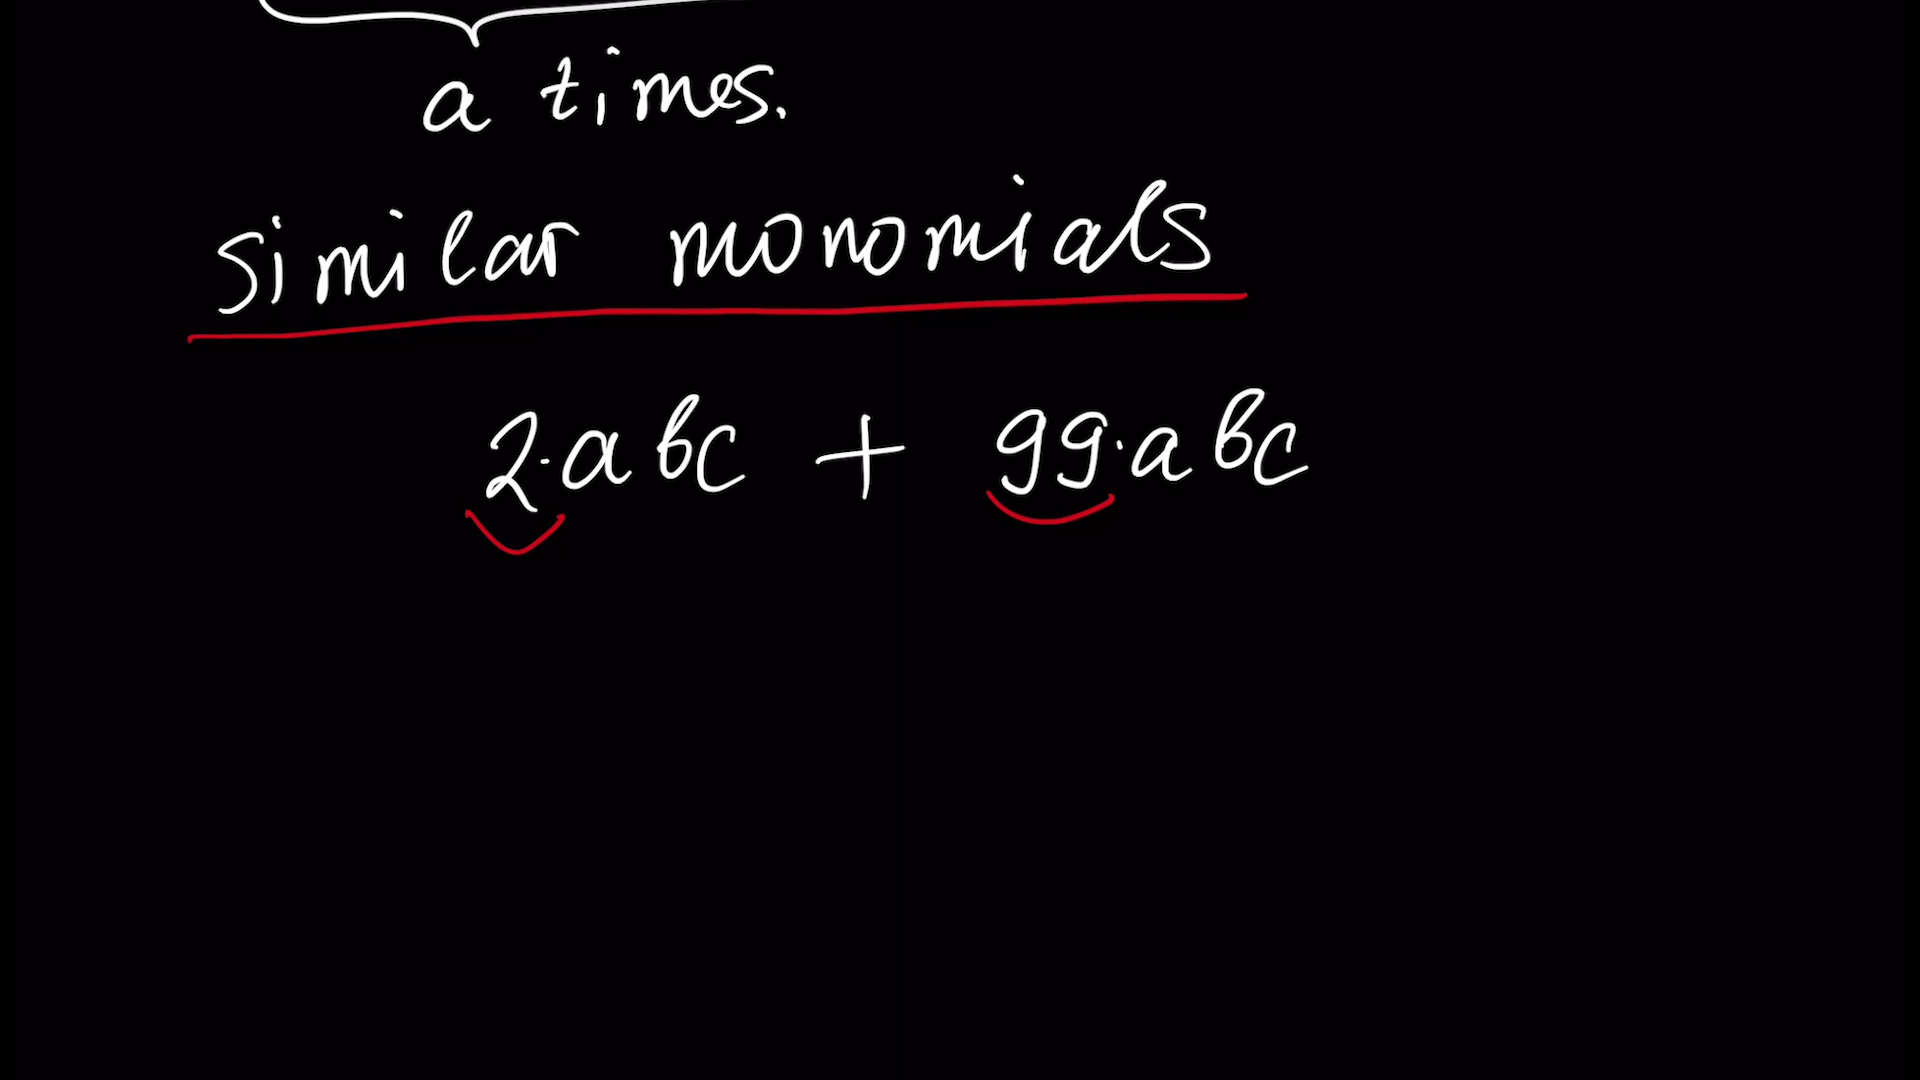 a times.
similar monomials
2·abc + 99·abc